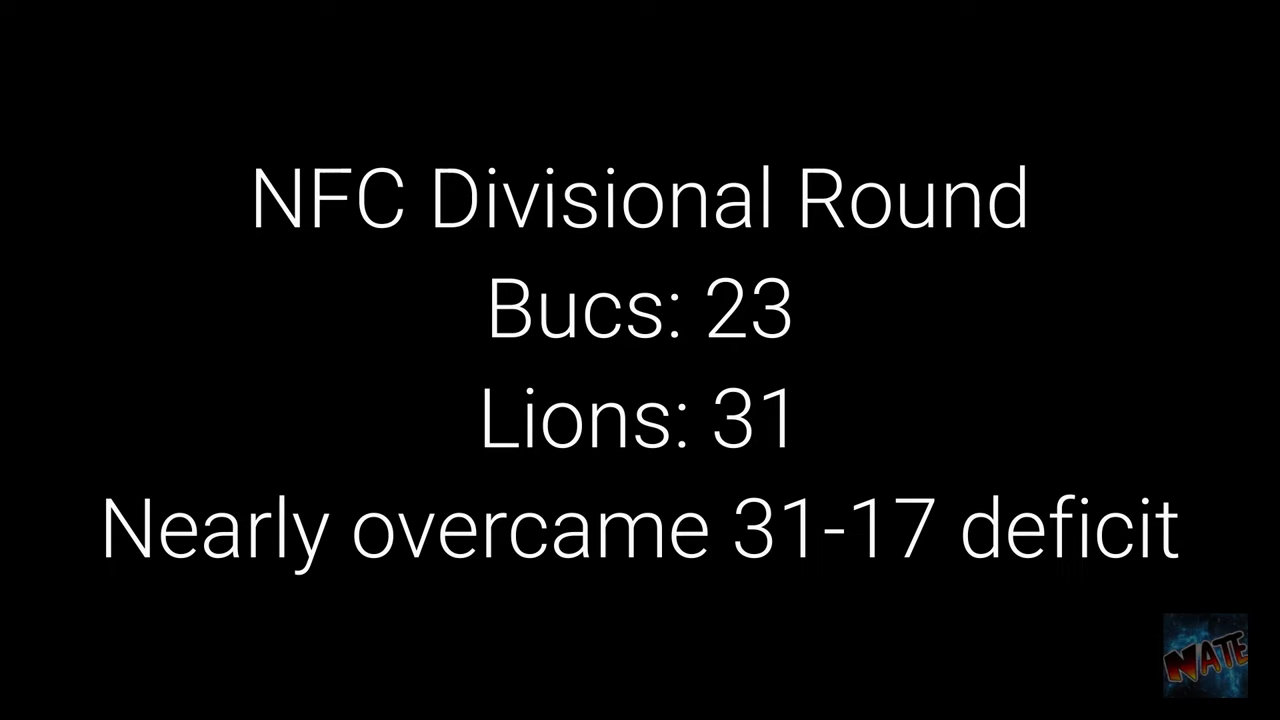 NFC Divisional Round
Bucs: 23
Lions: 31
Nearly overcame 31-17 deficit
NATE